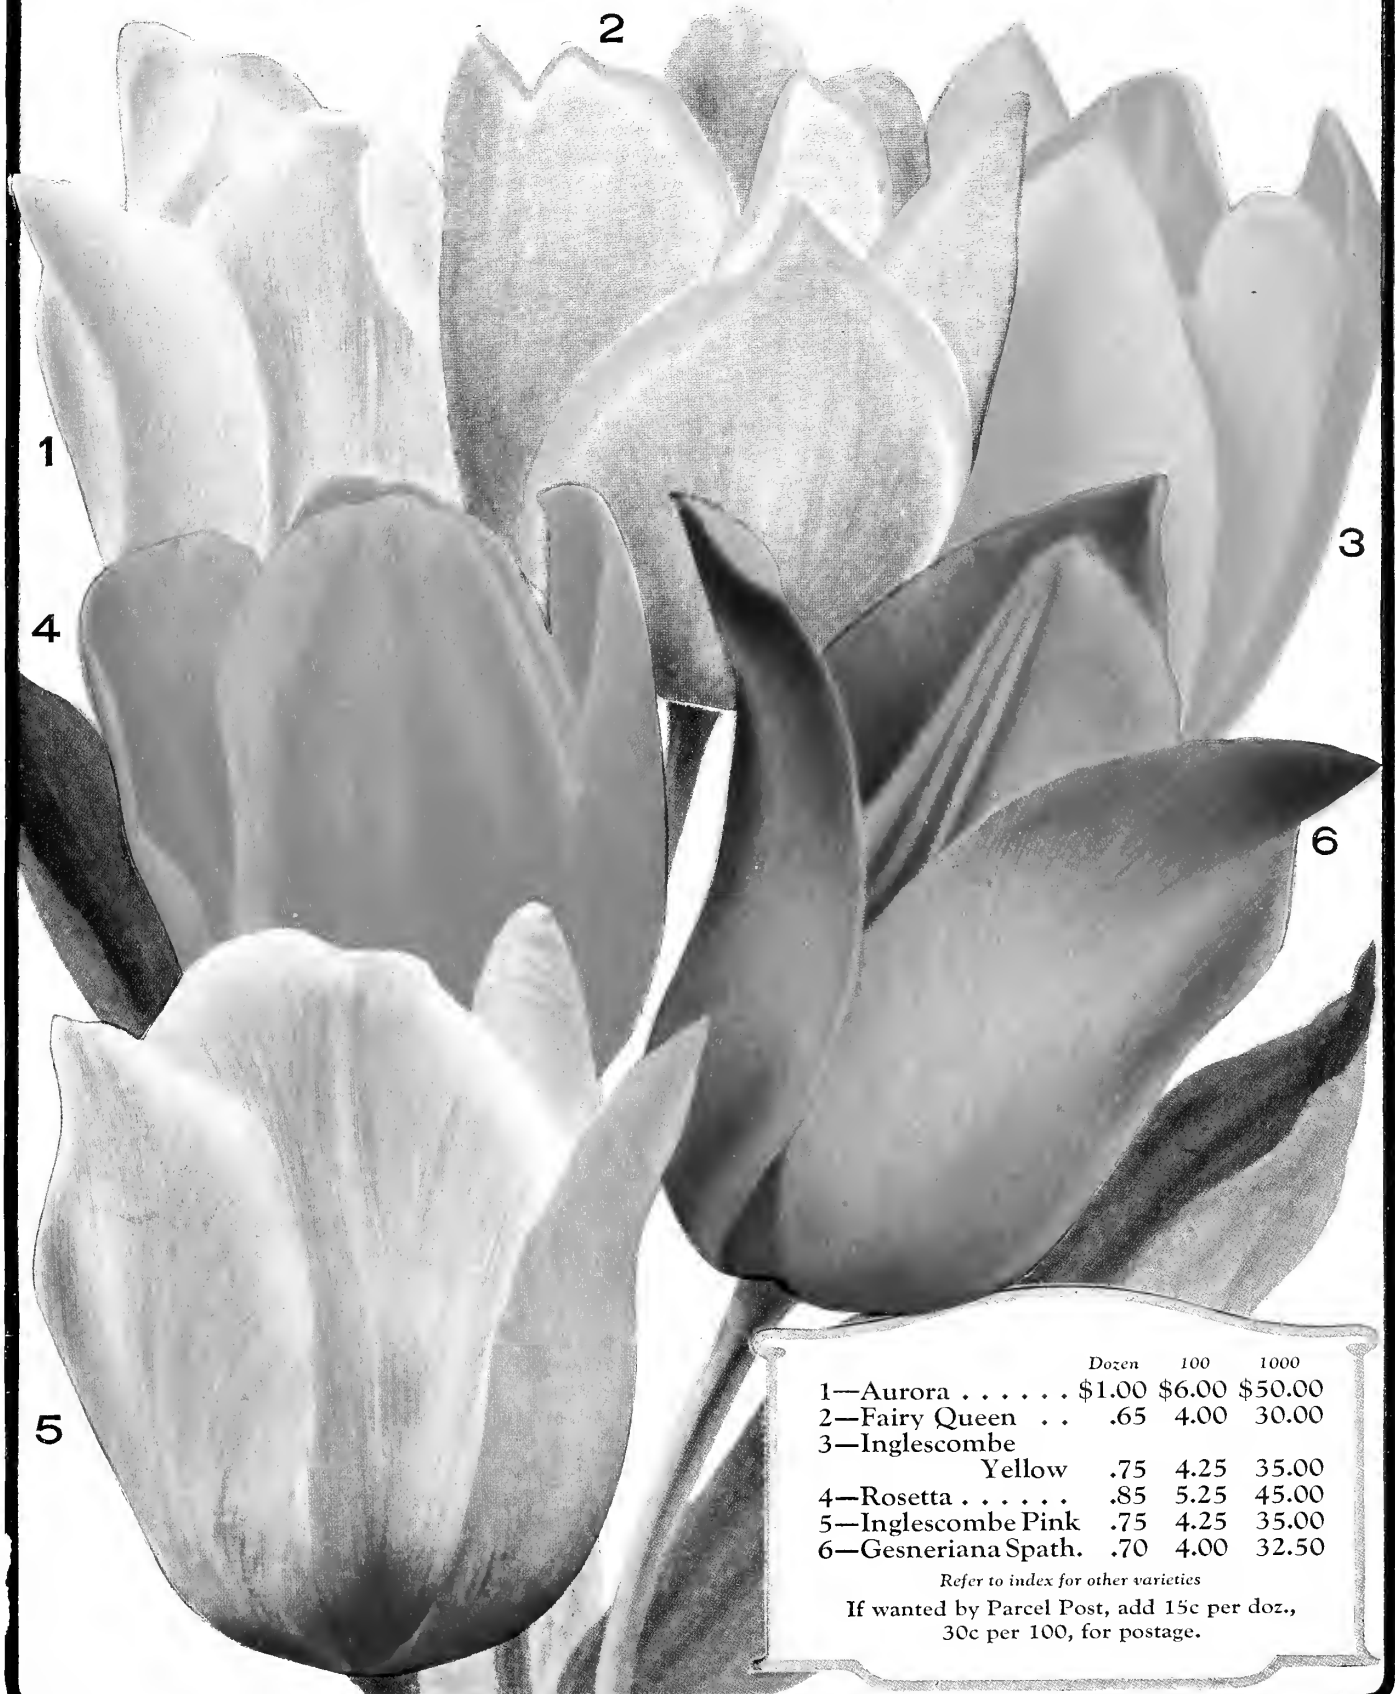 2
1
3
4
6
5
Dozen 100 1000
1—Aurora . . . . . . $1.00 $6.00 $50.00
2—Fairy Queen . . .65 4.00 30.00
3—Inglescombe
Yellow .75 4.25 35.00
4—Rosetta . . . . . . .85 5.25 45.00
5—Inglescombe Pink .75 4.25 35.00
6—Gesneriana Spath. .70 4.00 32.50
Refer to index for other varieties
If wanted by Parcel Post, add 15c per doz.,
30c per 100, for postage.